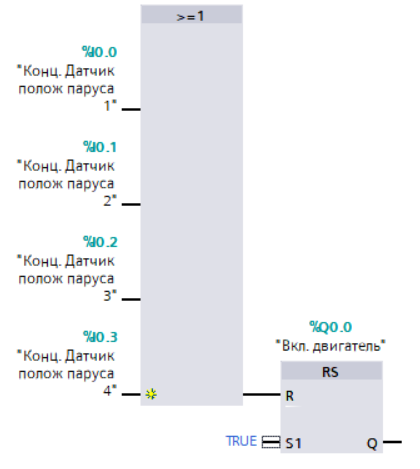 >=1
%I0.0
"Конц. Датчик
полож паруса
1"
%I0.1
"Конц. Датчик
полож паруса
2"
%I0.2
"Конц. Датчик
полож паруса
3"
%I0.3
"Конц. Датчик
полож паруса
4"
%Q0.0
"Вкл. двигатель"
RS
R
TRUE S1 Q